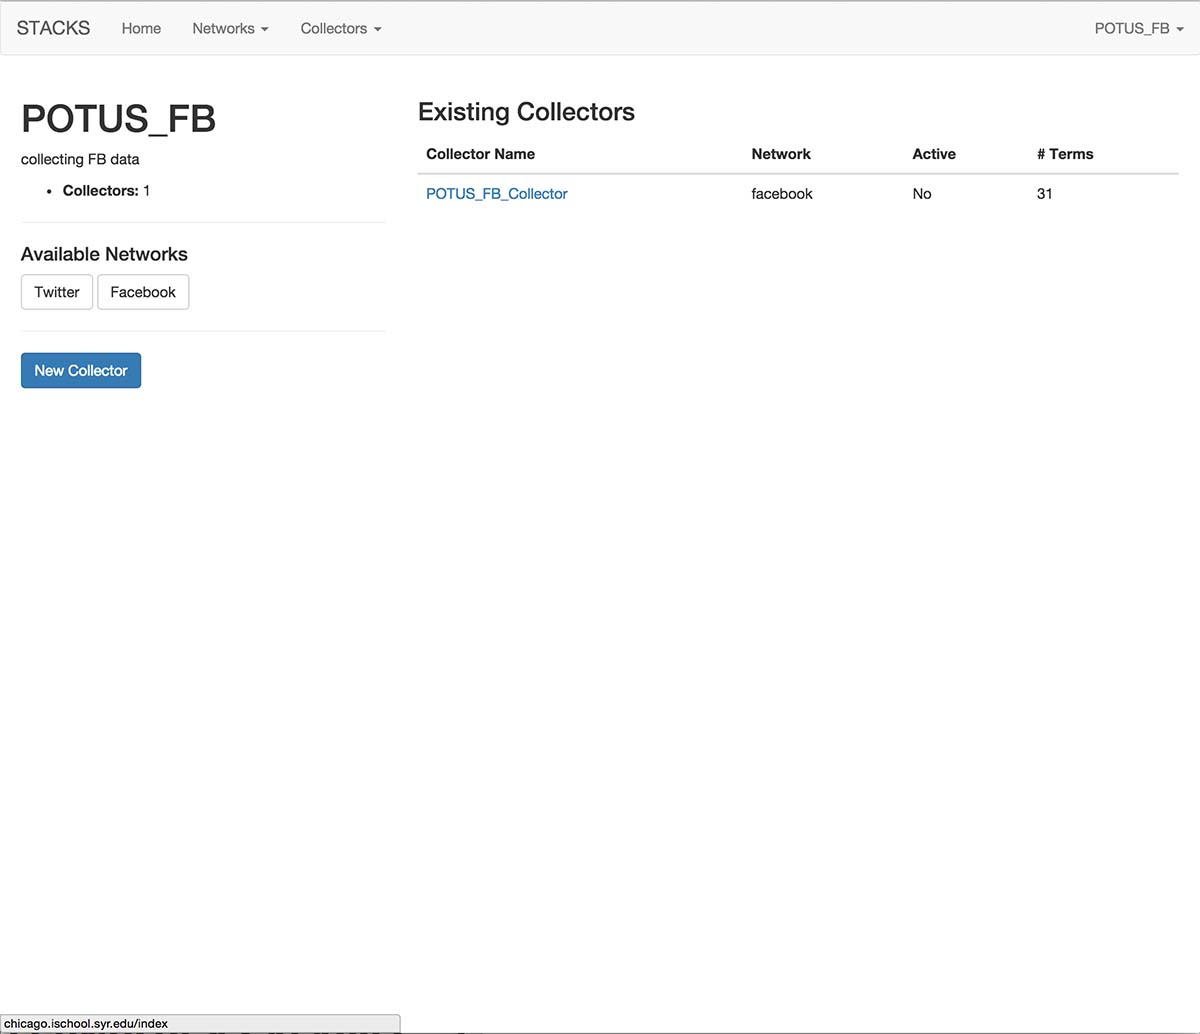 STACKS Home Networks Collectors POTUS_FB
POTUS_FB
collecting FB data
• Collectors: 1
Available Networks
Twitter Facebook
New Collector
Existing Collectors
Collector Name Network Active # Terms
POTUS_FB_Collector facebook No 31
chicago.ischool.syr.edu/index